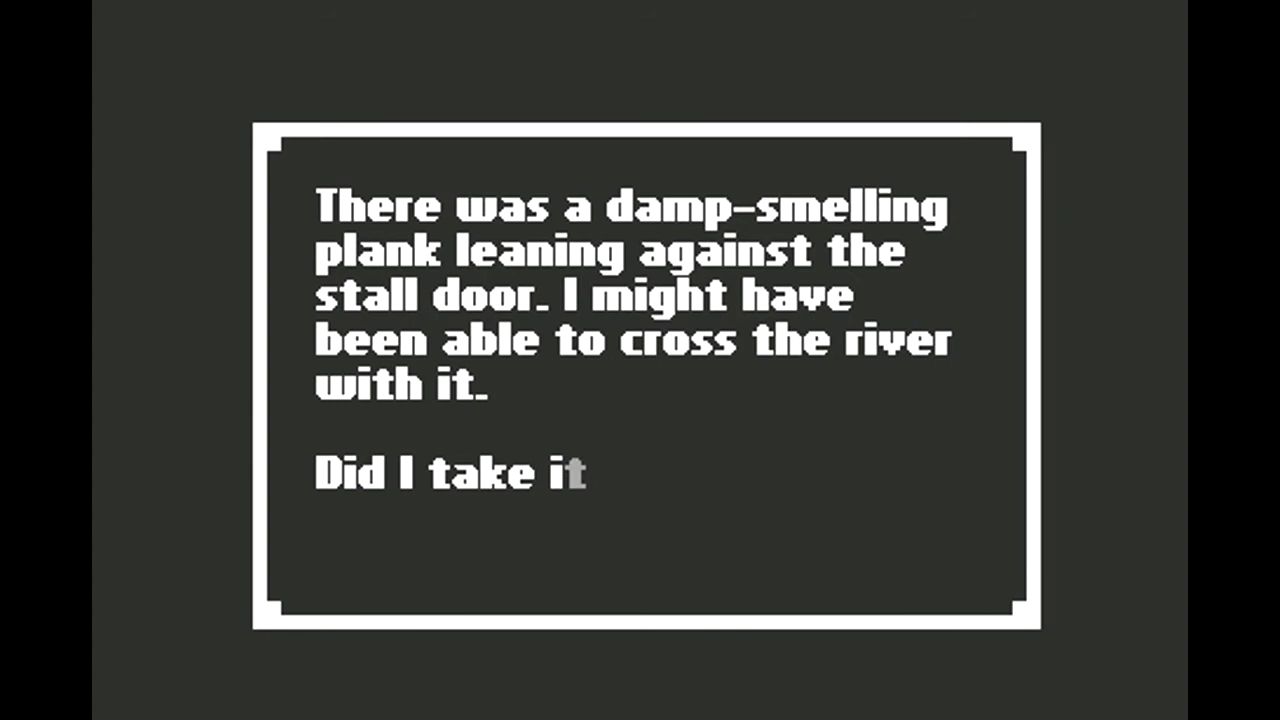 There was a damp-smelling
plank leaning against the
stall door. I might have
been able to cross the river
with it.
Did I take it